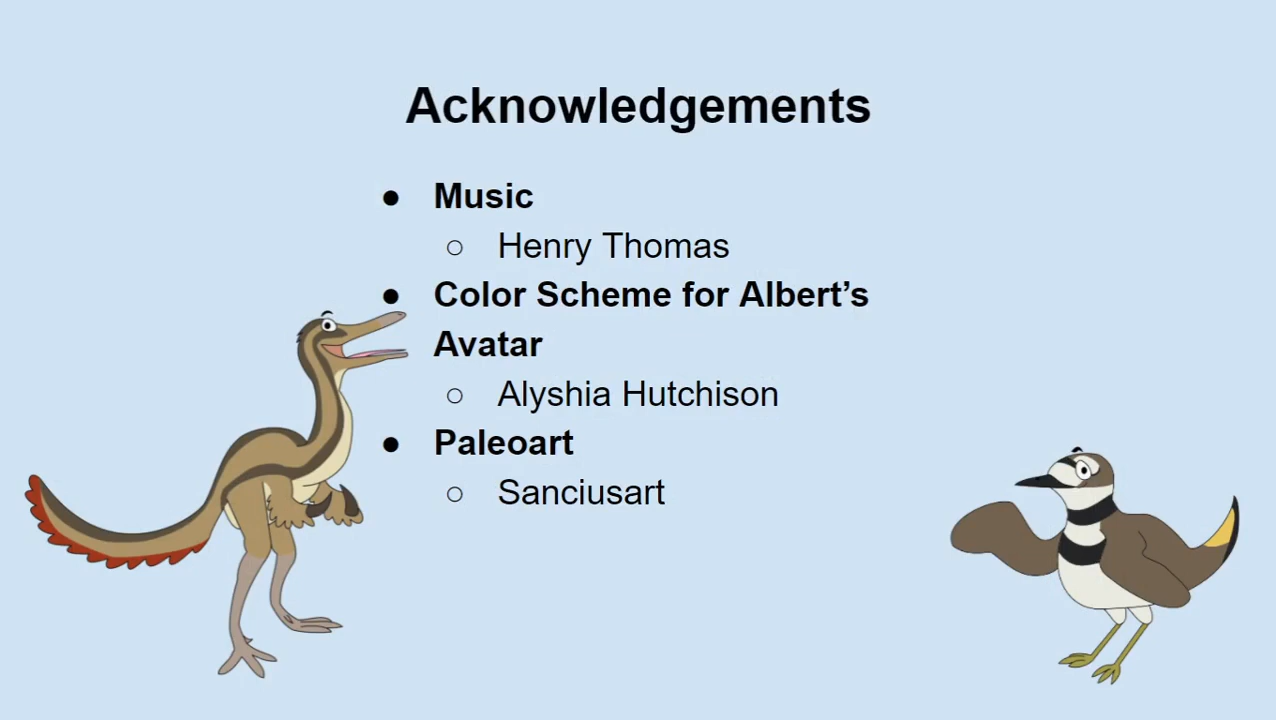 Acknowledgements
● Music
○ Henry Thomas
● Color Scheme for Albert’s
Avatar
○ Alyshia Hutchison
● Paleoart
○ Sanciusart